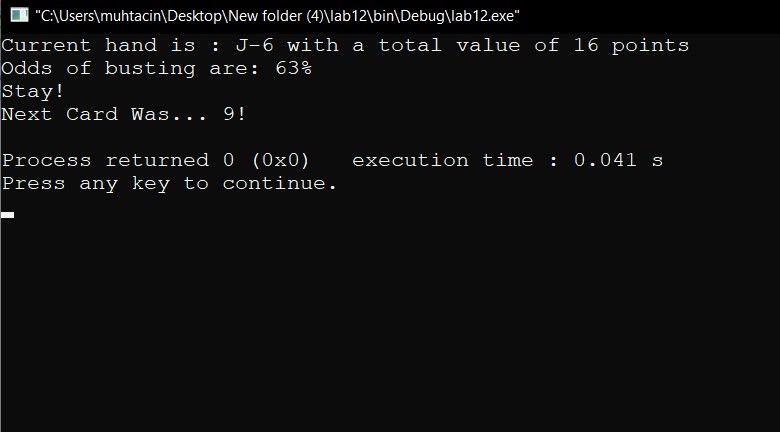 "C:\Users\muhtacin\Desktop\New folder (4)\lab12\bin\Debug\lab12.exe"
Current hand is : J-6 with a total value of 16 points
Odds of busting are: 63%
Stay!
Next Card Was... 9!
Process returned 0 (0x0)   execution time : 0.041 s
Press any key to continue.